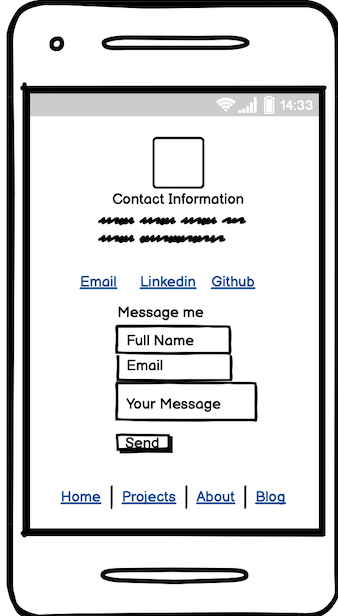 14:33
Contact Information
Email Linkedin Github
Message me
Full Name
Email
Your Message
Send
Home | Projects | About | Blog